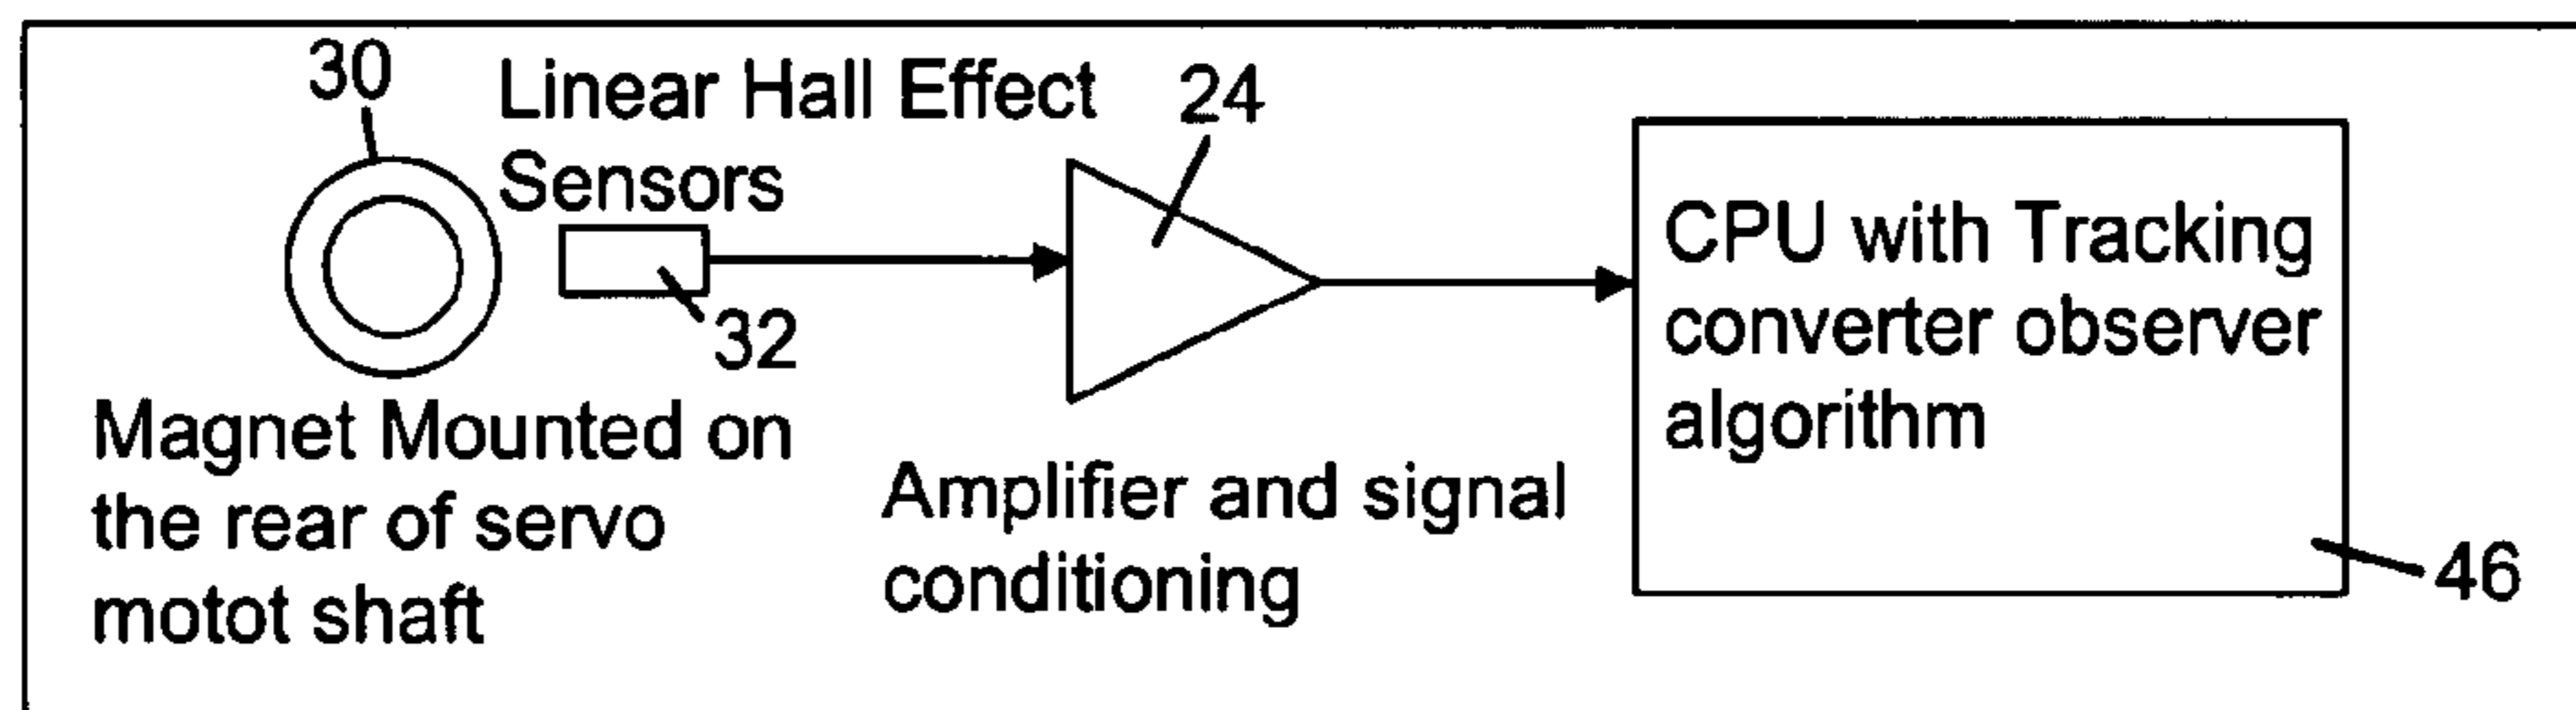 30
Linear Hall Effect
Sensors
24
32
Magnet Mounted on
the rear of servo
motot shaft
Amplifier and signal
conditioning
CPU with Tracking
converter observer
algorithm
46